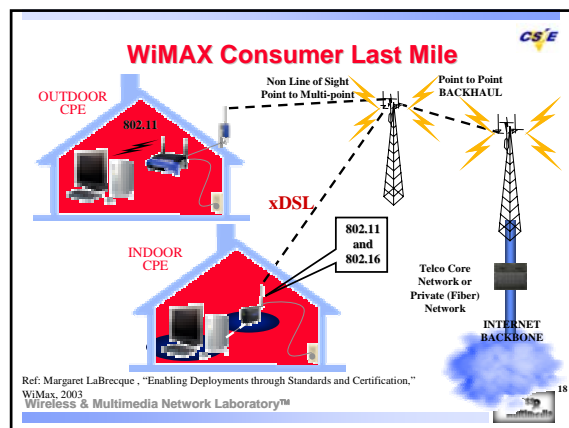 CS/E
WiMAX Consumer Last Mile
Non Line of Sight
Point to Multi-point
Point to Point
BACKHAUL
OUTDOOR
CPE
802.11
xDSL
INDOOR
CPE
802.11
and
802.16
Telco Core
Network or
Private (Fiber)
Network
INTERNET
BACKBONE
Ref: Margaret LaBrecque , “Enabling Deployments through Standards and Certification,”
WiMax, 2003
18
Wireless & Multimedia Network Laboratory™
Multimedia